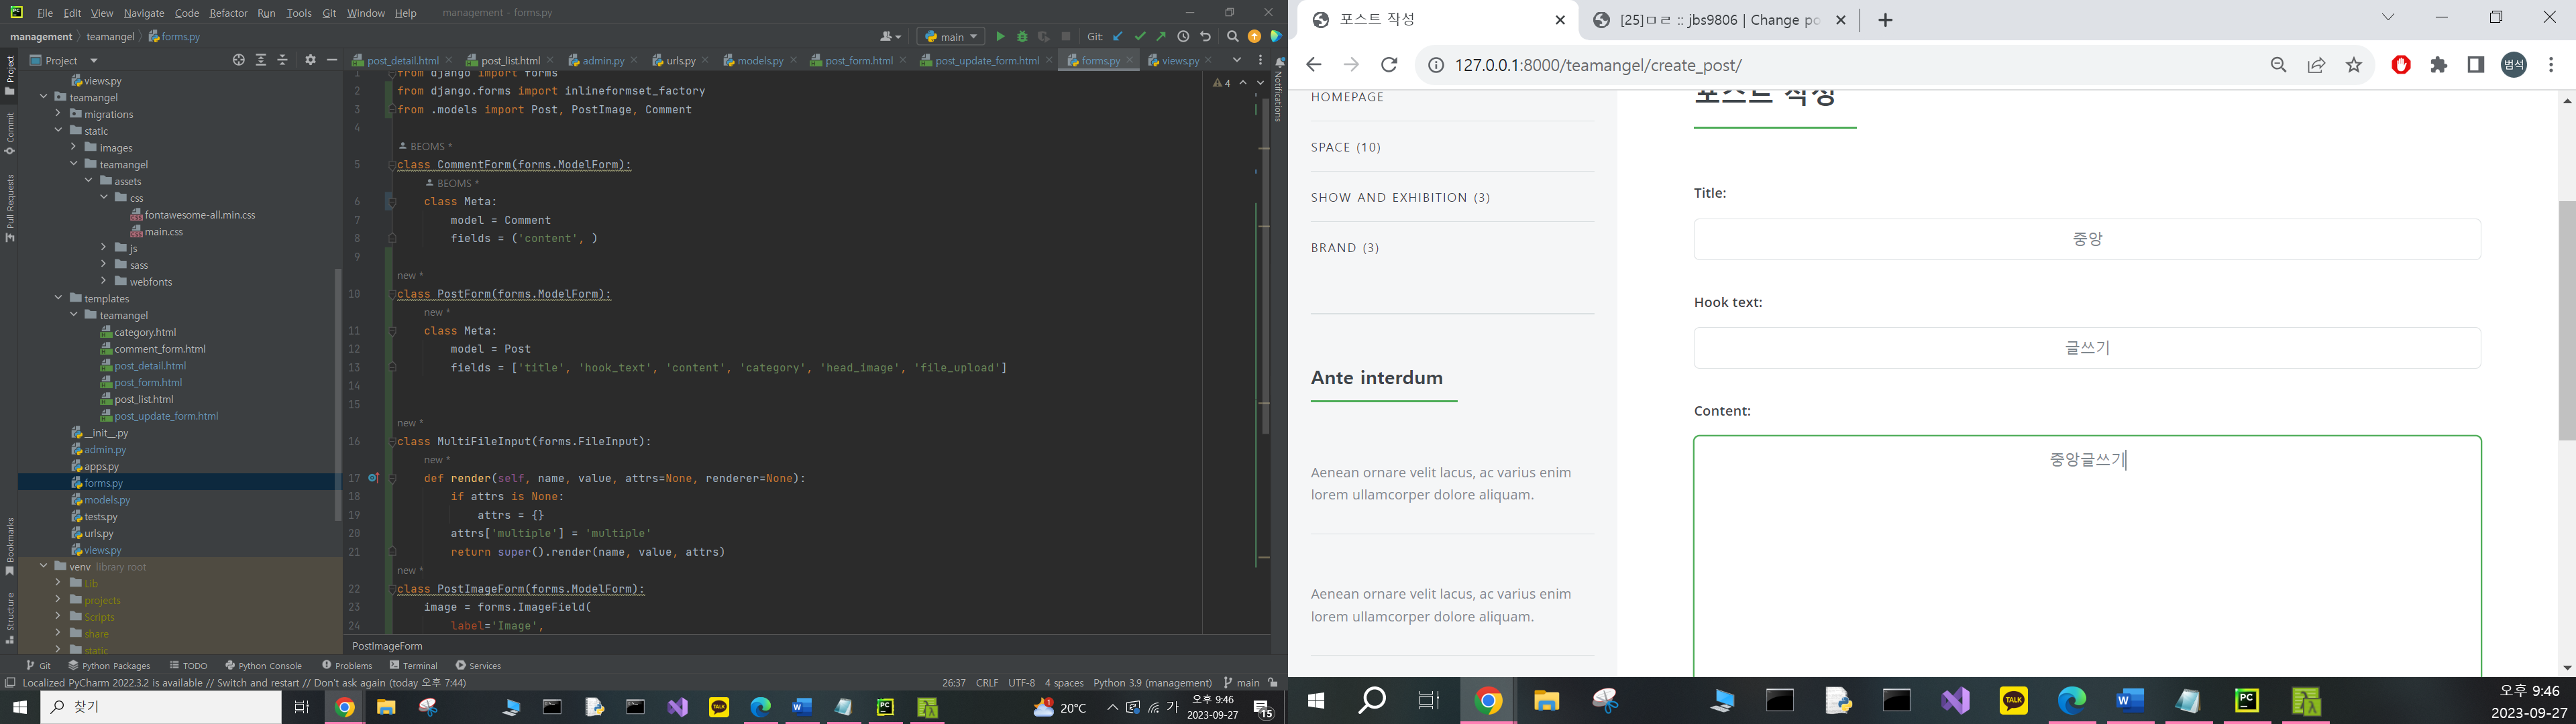 File Edit View Navigate Code Refactor Run Tools Git Window Help management - forms.py
management teamangel forms.py
main Git:
Project
views.py
teamangel
migrations
static
images
teamangel
assets
css
fontawesome-all.min.css
main.css
js
sass
webfonts
templates
teamangel
category.html
comment_form.html
post_detail.html
post_form.html
post_list.html
post_update_form.html
__init__.py
admin.py
apps.py
forms.py
models.py
tests.py
urls.py
views.py
venv library root
Lib
projects
Scripts
share
static
Project
Commit
Pull Requests
Bookmarks
Structure
post_detail.html post_list.html admin.py urls.py models.py post_form.html post_update_form.html forms.py views.py
Notifications
4
1 from django import forms
2 from django.forms import inlineformset_factory
3 from .models import Post, PostImage, Comment
4
BEOMS *
5 class CommentForm(forms.ModelForm):
BEOMS *
6 class Meta:
7 model = Comment
8 fields = ('content', )
9
new *
10 class PostForm(forms.ModelForm):
new *
11 class Meta:
12 model = Post
13 fields = ['title', 'hook_text', 'content', 'category', 'head_image', 'file_upload']
14
15
new *
16 class MultiFileInput(forms.FileInput):
new *
17 def render(self, name, value, attrs=None, renderer=None):
18 if attrs is None:
19 attrs = {}
20 attrs['multiple'] = 'multiple'
21 return super().render(name, value, attrs)
new *
22 class PostImageForm(forms.ModelForm):
23 image = forms.ImageField(
24 label='Image',
PostImageForm
Git Python Packages TODO Python Console Problems Terminal Services
Localized PyCharm 2022.3.2 is available // Switch and restart // Don't ask again (today 오후 7:44) 26:37 CRLF UTF-8 4 spaces Python 3.9 (management) main
찾기
20°C
가
오후 9:46
2023-09-27
15
포스트 작성
[25]ㅁㄹ :: jbs9806 | Change po
127.0.0.1:8000/teamangel/create_post/
범석
HOMEPAGE
SPACE (10)
SHOW AND EXHIBITION (3)
BRAND (3)
Ante interdum
Aenean ornare velit lacus, ac varius enim
lorem ullamcorper dolore aliquam.
Aenean ornare velit lacus, ac varius enim
lorem ullamcorper dolore aliquam.
포스트 작성
Title:
중앙
Hook text:
글쓰기
Content:
중앙글쓰기
TALK
오후 9:46
2023-09-27